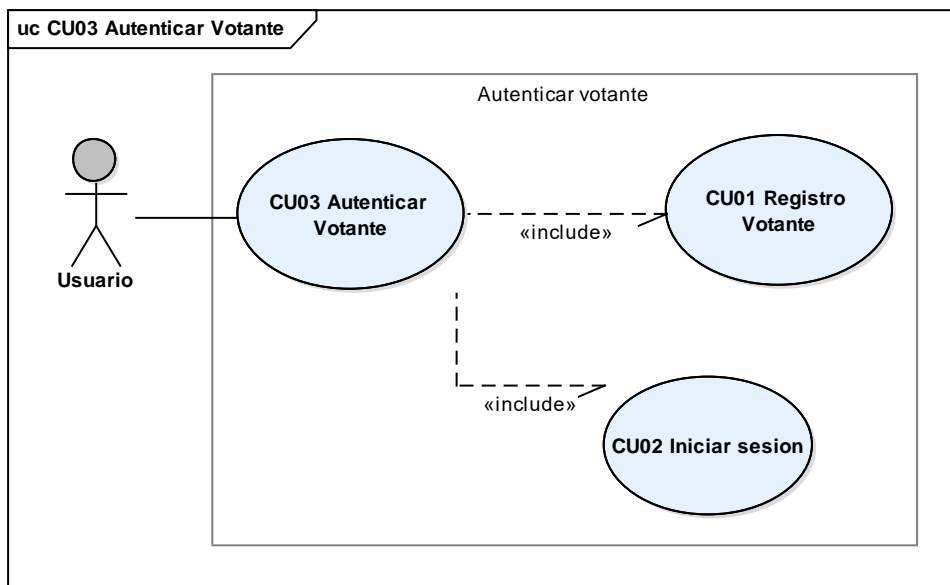 uc CU03 Autenticar Votante
Autenticar votante
CU03 Autenticar
Votante
CU01 Registro
Votante
«include»
Usuario
«include»
CU02 Iniciar sesion